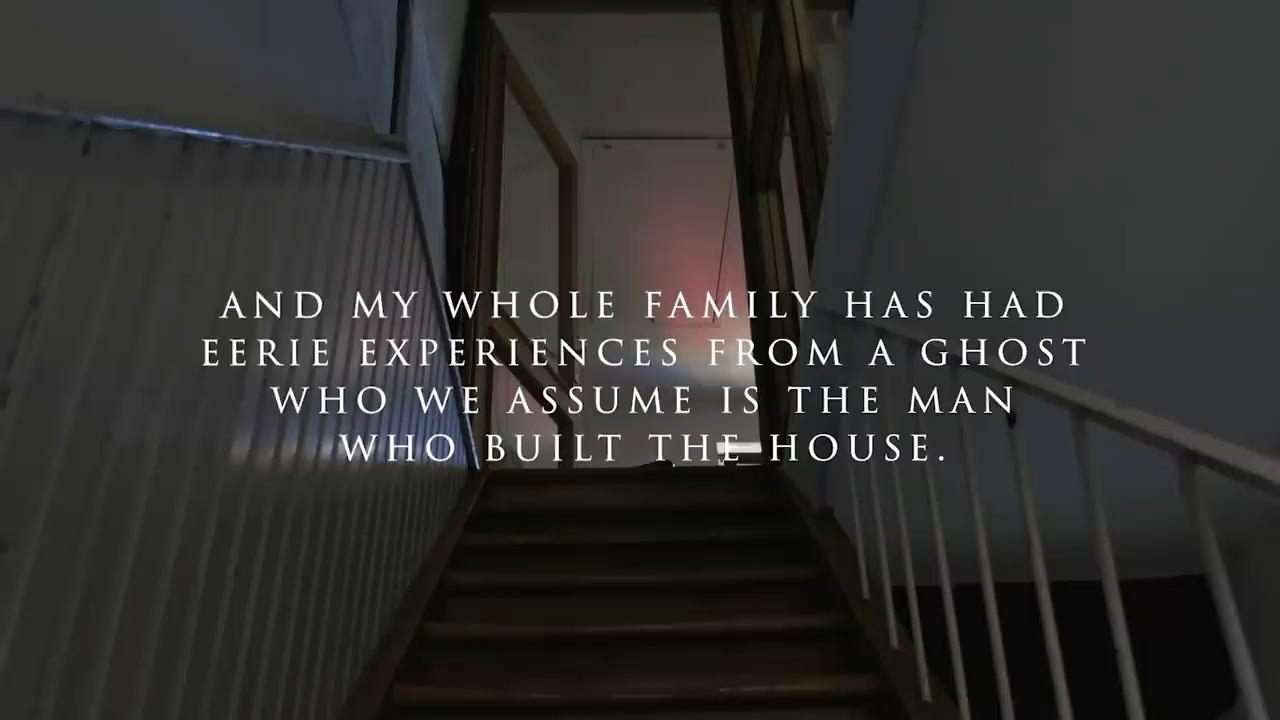 AND MY WHOLE FAMILY HAS HAD
EERIE EXPERIENCES FROM A GHOST
WHO WE ASSUME IS THE MAN
WHO BUILT THE HOUSE.